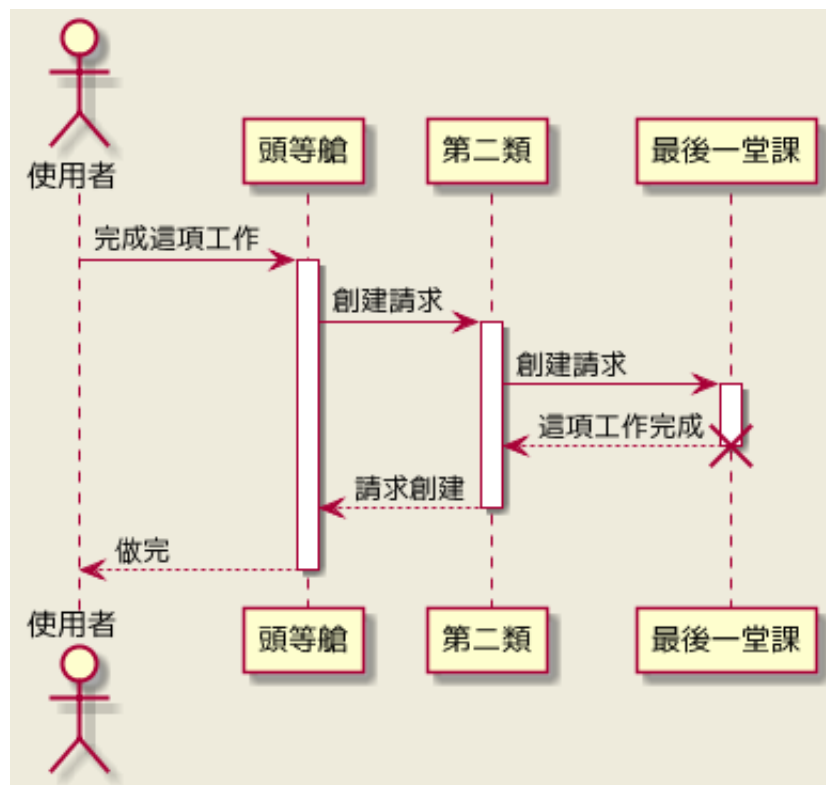 使用者
頭等艙
第二類
最後一堂課
完成這項工作
創建請求
創建請求
這項工作完成
請求創建
做完
使用者
頭等艙
第二類
最後一堂課